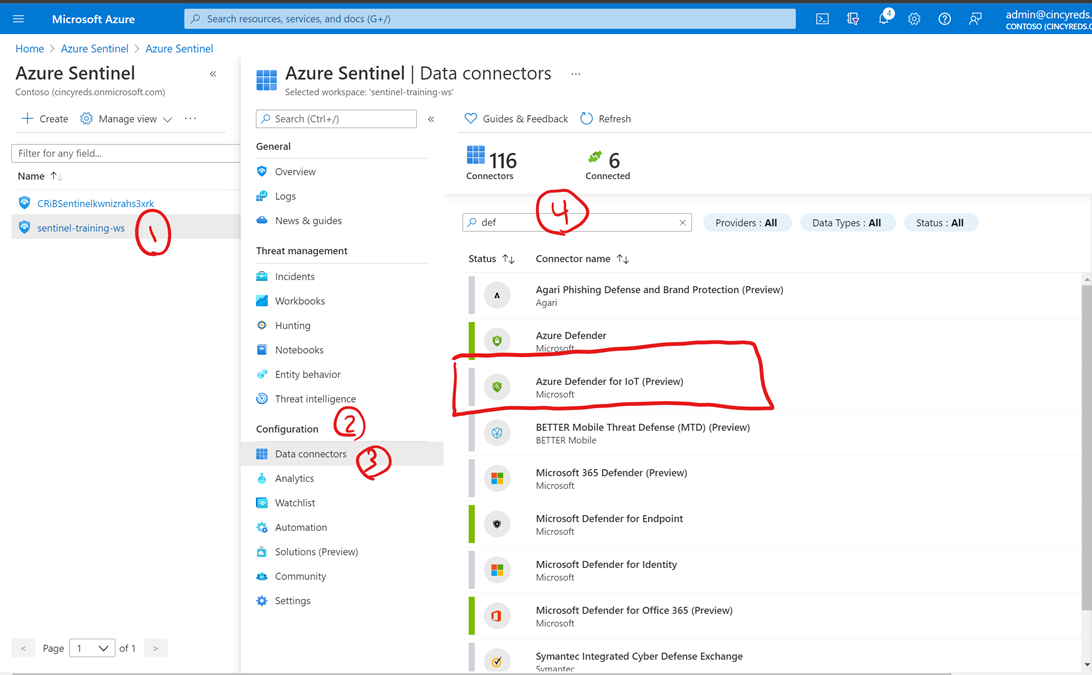 Microsoft Azure
Search resources, services, and docs (G+/)
4
admin@cincyreds.
CONTOSO (CINCYREDS.O
Home > Azure Sentinel > Azure Sentinel
Azure Sentinel
Contoso (cincyreds.onmicrosoft.com)
Create
Manage view
Filter for any field...
Name
CRiBSentinelkwnizrahs3xrk
sentinel-training-ws
1
< Page 1 of 1 >
Azure Sentinel | Data connectors ...
Selected workspace: 'sentinel-training-ws'
Search (Ctrl+/)
General
Overview
Logs
News & guides
Threat management
Incidents
Workbooks
Hunting
Notebooks
Entity behavior
Threat intelligence
Configuration
2
Data connectors
3
Analytics
Watchlist
Automation
Solutions (Preview)
Community
Settings
Guides & Feedback
Refresh
116
Connectors
6
Connected
4
def
Providers : All
Data Types : All
Status : All
Status
Connector name
Agari Phishing Defense and Brand Protection (Preview)
Agari
Azure Defender
Microsoft
Azure Defender for IoT (Preview)
Microsoft
BETTER Mobile Threat Defense (MTD) (Preview)
BETTER Mobile
Microsoft 365 Defender (Preview)
Microsoft
Microsoft Defender for Endpoint
Microsoft
Microsoft Defender for Identity
Microsoft
Microsoft Defender for Office 365 (Preview)
Microsoft
Symantec Integrated Cyber Defense Exchange
Symantec